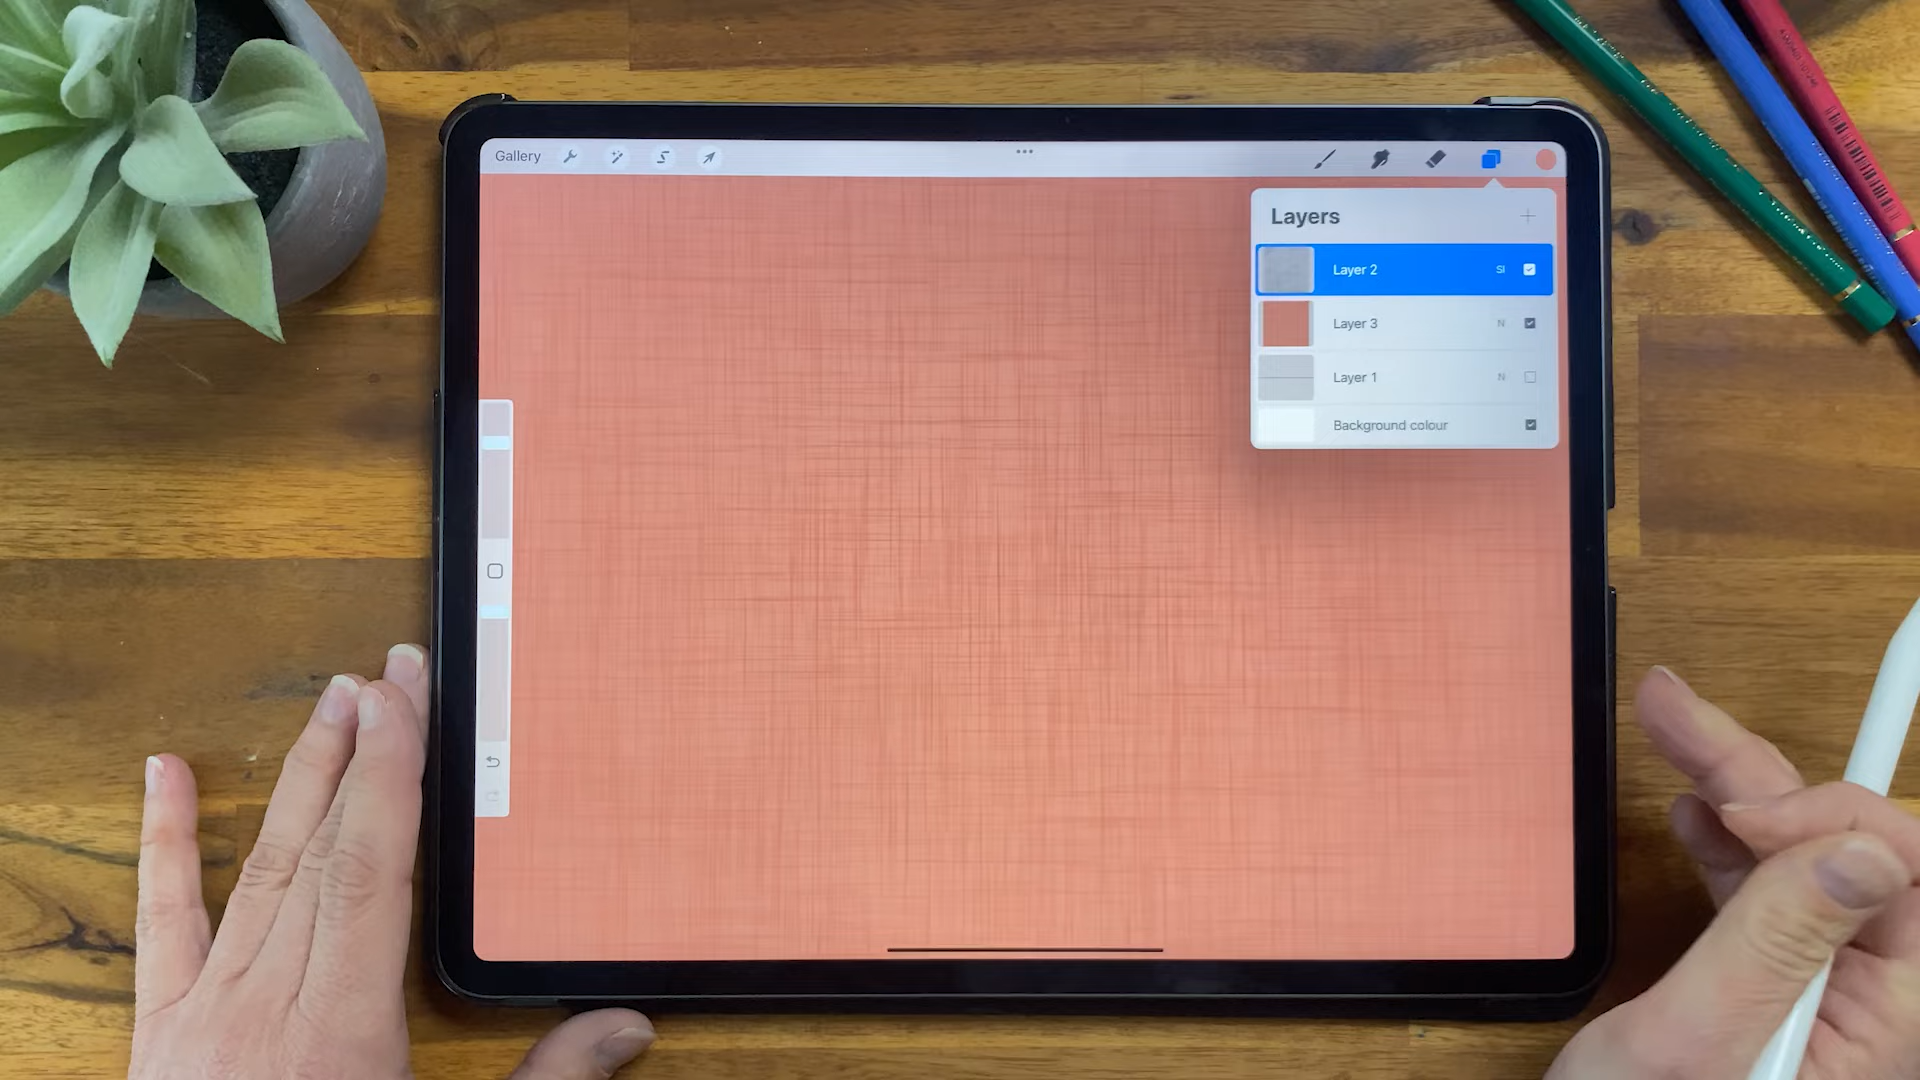 Gallery
Layers
Layer 2 SI
Layer 3 N
Layer 1 N
Background colour